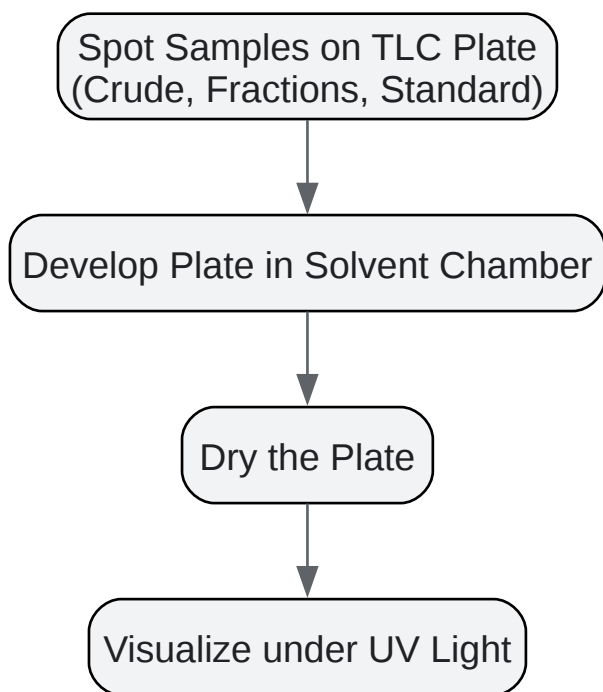 Spot Samples on TLC Plate
(Crude, Fractions, Standard)
Develop Plate in Solvent Chamber
Dry the Plate
Visualize under UV Light